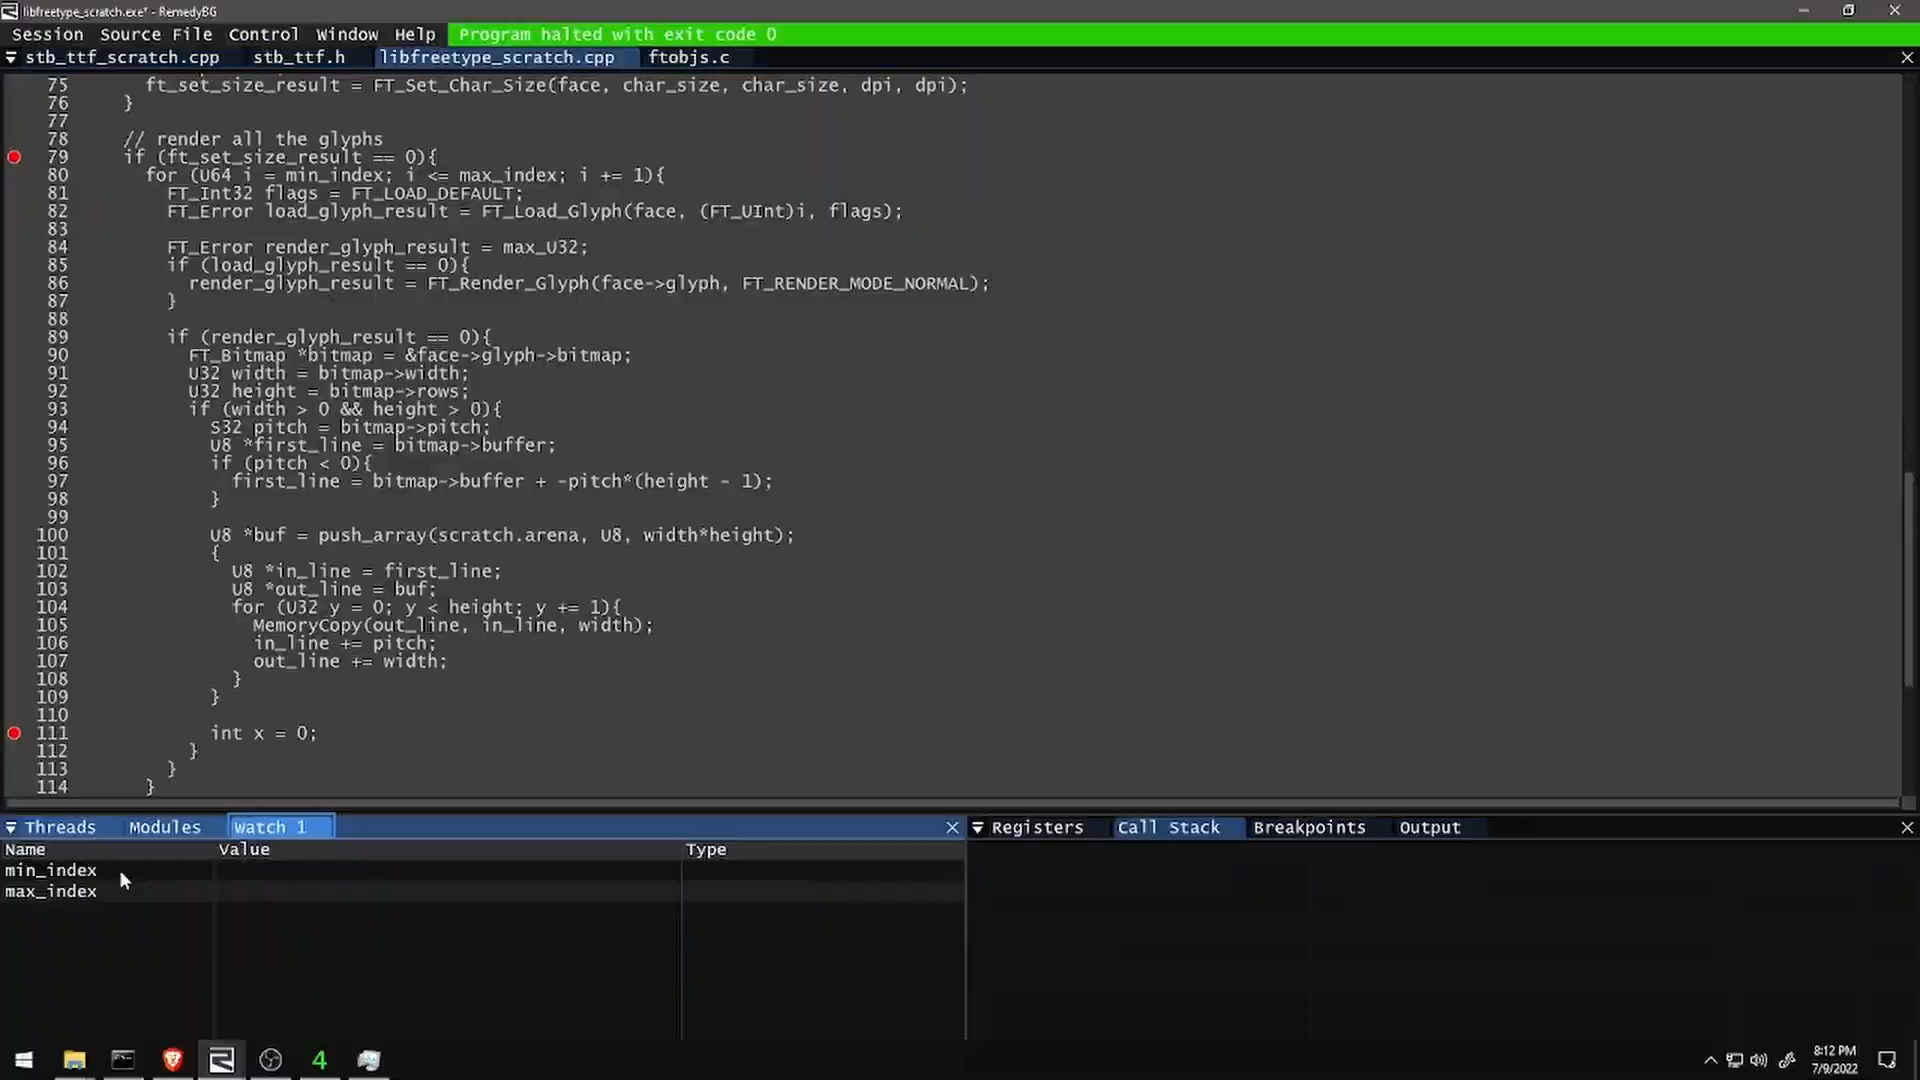 libfreetype_scratch.exe* - RemedyBG
Session Source File Control Window Help Program halted with exit code 0
stb_ttf_scratch.cpp stb_ttf.h libfreetype_scratch.cpp ftobjs.c
75 ft_set_size_result = FT_Set_Char_Size(face, char_size, char_size, dpi, dpi);
76 }
77
78 // render all the glyphs
79 if (ft_set_size_result == 0){
80 for (U64 i = min_index; i <= max_index; i += 1){
81 FT_Int32 flags = FT_LOAD_DEFAULT;
82 FT_Error load_glyph_result = FT_Load_Glyph(face, (FT_UInt)i, flags);
83
84 FT_Error render_glyph_result = max_U32;
85 if (load_glyph_result == 0){
86 render_glyph_result = FT_Render_Glyph(face->glyph, FT_RENDER_MODE_NORMAL);
87 }
88
89 if (render_glyph_result == 0){
90 FT_Bitmap *bitmap = &face->glyph->bitmap;
91 U32 width = bitmap->width;
92 U32 height = bitmap->rows;
93 if (width > 0 && height > 0){
94 S32 pitch = bitmap->pitch;
95 U8 *first_line = bitmap->buffer;
96 if (pitch < 0){
97 first_line = bitmap->buffer + -pitch*(height - 1);
98 }
99
100 U8 *buf = push_array(scratch.arena, U8, width*height);
101 {
102 U8 *in_line = first_line;
103 U8 *out_line = buf;
104 for (U32 y = 0; y < height; y += 1){
105 MemoryCopy(out_line, in_line, width);
106 in_line += pitch;
107 out_line += width;
108 }
109 }
110
111 int x = 0;
112 }
113 }
114 }
Threads Modules Watch 1
Name Value Type
min_index
max_index
Registers Call Stack Breakpoints Output
4
8:12 PM
7/9/2022